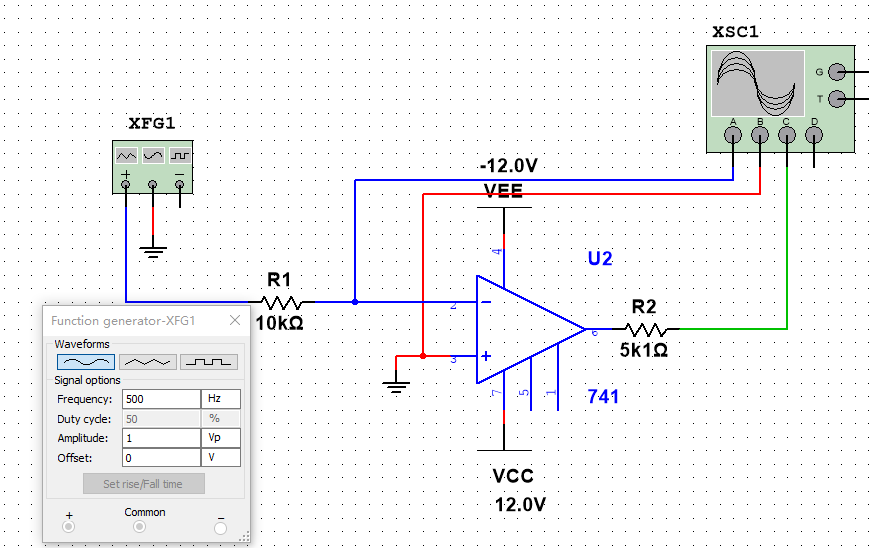 XSC1
G
T
A B C D
XFG1
+ −
-12.0V
VEE
4
U2
R1
10kΩ
2
−
R2
6
5k1Ω
3
+
7 5 1
741
VCC
12.0V
Function generator-XFG1
Waveforms
Signal options
Frequency: 500 Hz
Duty cycle: 50 %
Amplitude: 1 Vp
Offset: 0 V
Set rise/Fall time
+ Common −